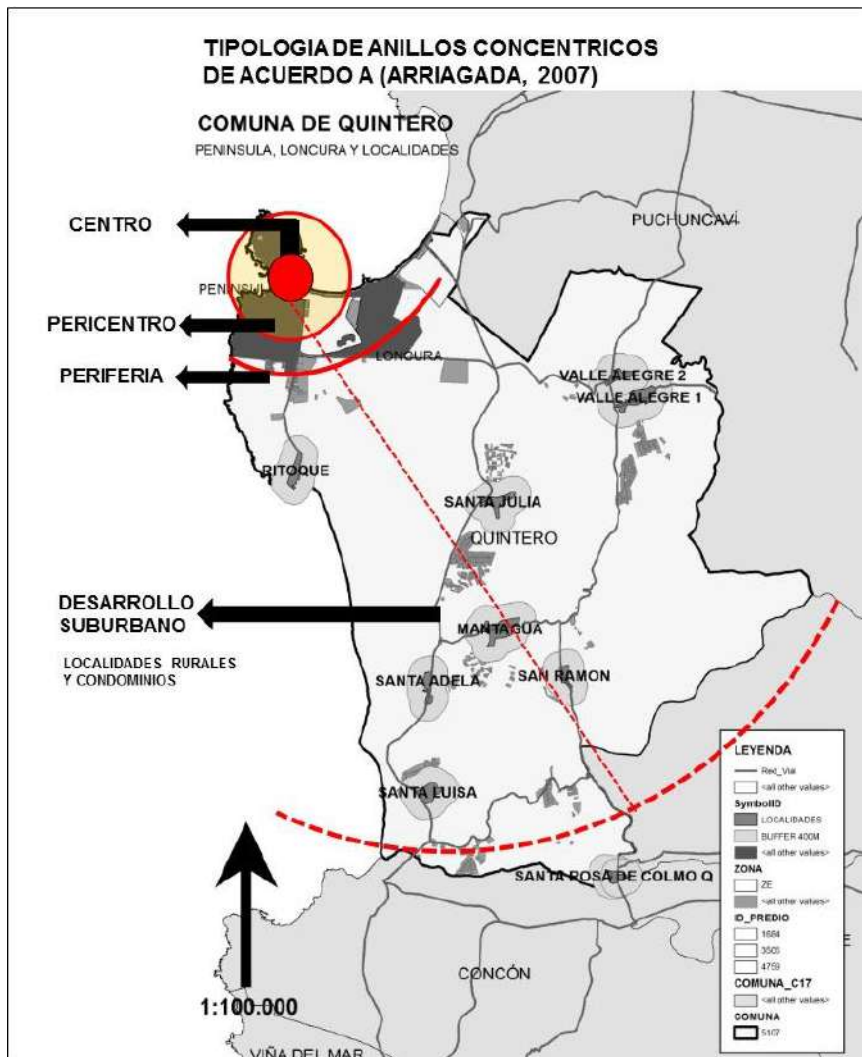 TIPOLOGIA DE ANILLOS CONCENTRICOS
DE ACUERDO A (ARRIAGADA, 2007)
COMUNA DE QUINTERO
PENINSULA, LONCURA Y LOCALIDADES
CENTRO
PUCHUNCAVÍ
PENINSUL
PERICENTRO
LONCURA
PERIFERIA
VALLE ALEGRE 2
VALLE ALEGRE 1
RITOQUE
SANTA JULIA
QUINTERO
DESARROLLO
SUBURBANO
MANTAGUA
LOCALIDADES RURALES
Y CONDOMINIOS
SANTA ADELA
SAN RAMON
SANTA LUISA
SANTA ROSA DE COLMO Q
CONCÓN
1:100.000
VIÑA DEL MAR
LEYENDA
Red_Vial
<all other values>
SymbolID
LOCALIDADES
BUFFER 400M
<all other values>
ZONA
ZE
<all other values>
ID_PREDIO
1684
3505
4759
COMUNA_C17
<all other values>
COMUNA
5107